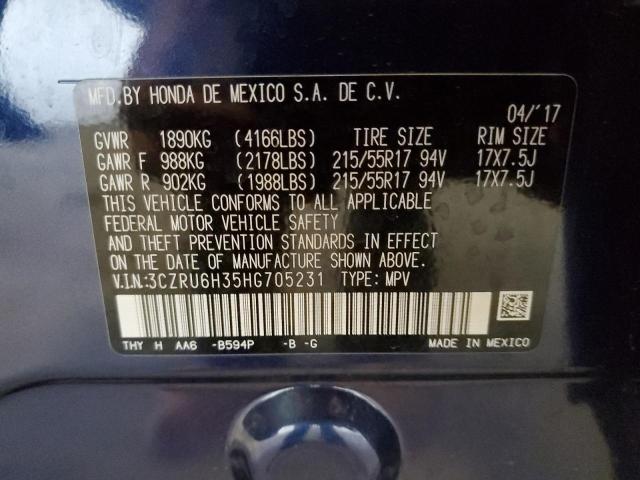 MFD.BY HONDA DE MEXICO S.A. DE C.V.
04/'17
GVWR 1890KG (4166LBS) TIRE SIZE RIM SIZE
GAWR F 988KG (2178LBS) 215/55R17 94V 17X7.5J
GAWR R 902KG (1988LBS) 215/55R17 94V 17X7.5J
THIS VEHICLE CONFORMS TO ALL APPLICABLE
FEDERAL MOTOR VEHICLE SAFETY
AND THEFT PREVENTION STANDARDS IN EFFECT
ON THE DATE OF MANUFACTURE SHOWN ABOVE.
V.I.N.:3CZRU6H35HG705231 TYPE: MPV
THY H AA6 -B594P -B -G MADE IN MEXICO